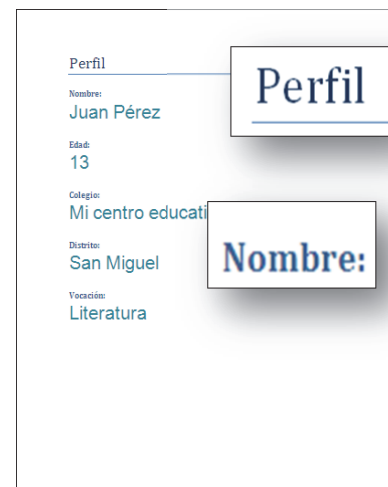 Perfil
Perfil
Nombre:
Juan Pérez
Edad:
13
Colegio:
Mi centro educati
Distrito:
San Miguel
Nombre:
Vocación:
Literatura